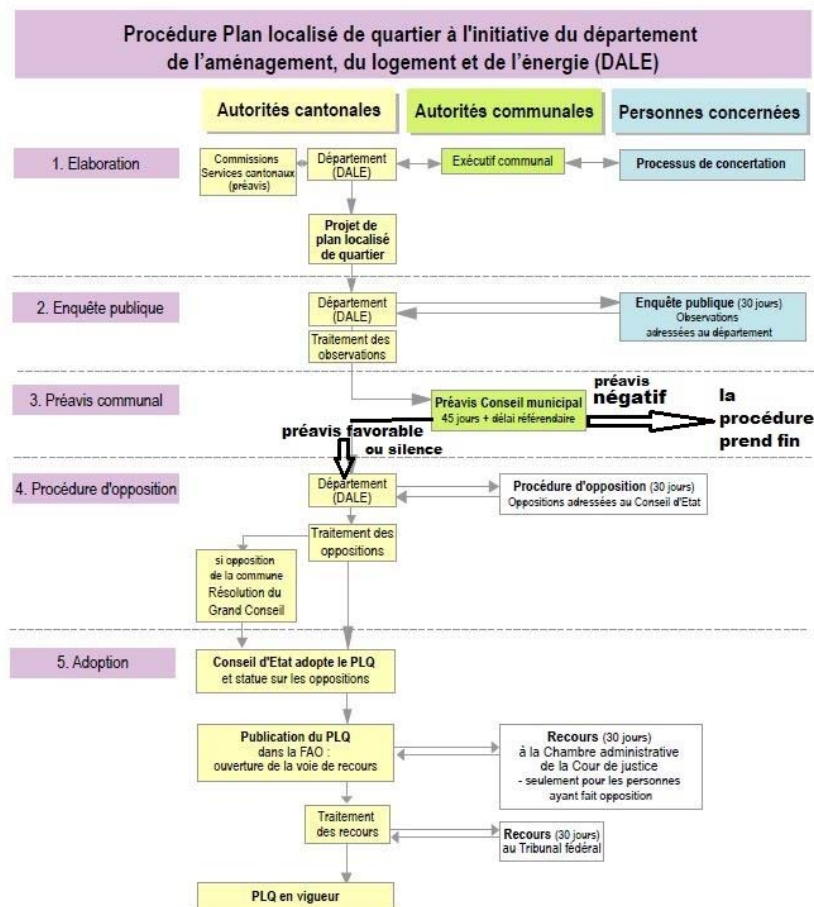 Procédure Plan localisé de quartier à l'initiative du département
de l'aménagement, du logement et de l'énergie (DALE)
Autorités cantonales
Autorités communales
Personnes concernées
1. Elaboration
Commissions
Services cantonaux
(préavis)
Département
(DALE)
Exécutif communal
Processus de concertation
Projet de
plan localisé
de quartier
2. Enquête publique
Département
(DALE)
Traitement des
observations
Enquête publique (30 jours)
Observations
adressées au département
3. Préavis communal
Préavis Conseil municipal
45 jours + délai référendaire
préavis
négatif
la
procédure
prend fin
préavis favorable
ou silence
4. Procédure d'opposition
Département
(DALE)
Procédure d'opposition (30 jours)
Oppositions adressées au Conseil d'Etat
Traitement des
oppositions
si opposition
de la commune
Résolution du
Grand Conseil
5. Adoption
Conseil d'Etat adopte le PLQ
et statue sur les oppositions
Publication du PLQ
dans la FAO :
ouverture de la voie de recours
Recours (30 jours)
à la Chambre administrative
de la Cour de justice
- seulement pour les personnes
ayant fait opposition
Traitement
des recours
Recours (30 jours)
au Tribunal fédéral
PLQ en vigueur